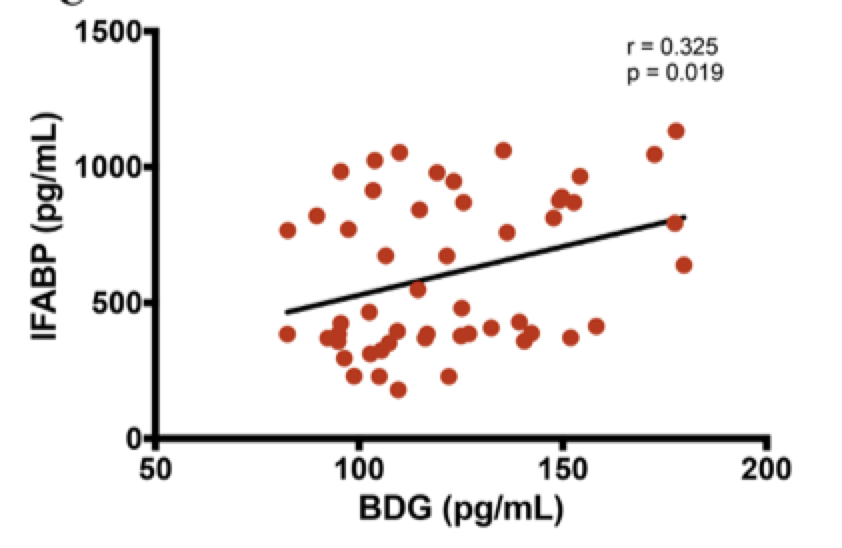 1500
r = 0.325
p = 0.019
1000
IFABP (pg/mL)
500
0
50 100 150 200
BDG (pg/mL)